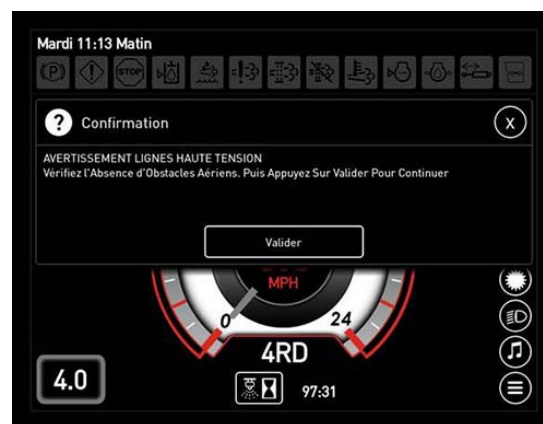 Mardi 11:13 Matin
(P) STOP
? Confirmation X
AVERTISSEMENT LIGNES HAUTE TENSION
Vérifiez l'Absence d'Obstacles Aériens. Puis Appuyez Sur Valider Pour Continuer
Valider
MPH
0 24
4RD
4.0 97:31